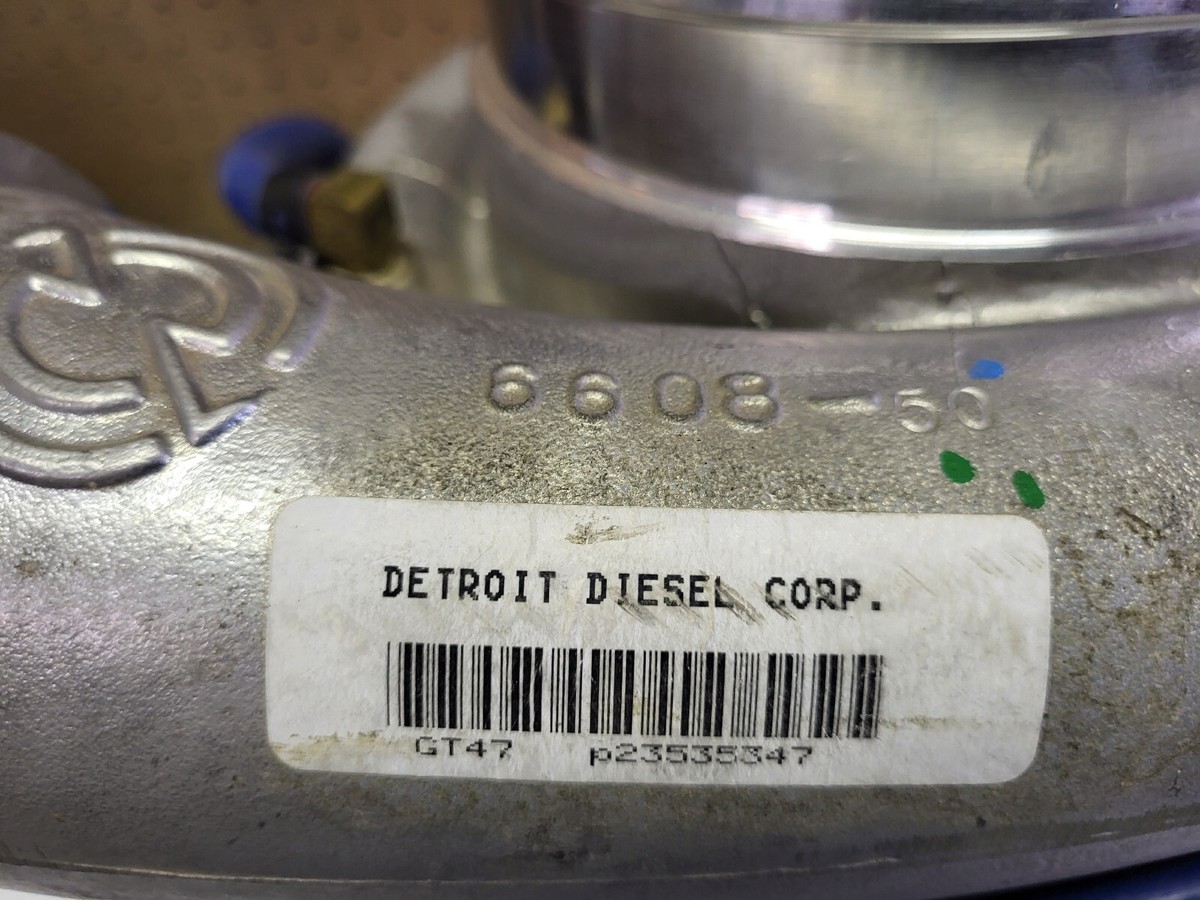 6608-50
DETROIT DIESEL CORP.
GT47 p23535347